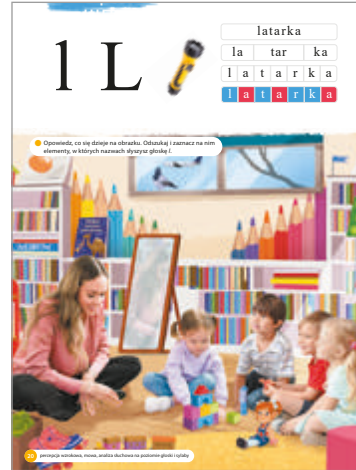 l L
latarka
la tar ka
l a t a r k a
l a t a r k a
Opowiedz, co się dzieje na obrazku. Odszukaj i zaznacz na nim
elementy, w których nazwach słyszysz głoskę l.
percepcja wzrokowa, mowa, analiza słuchowa na poziomie głoski i sylaby